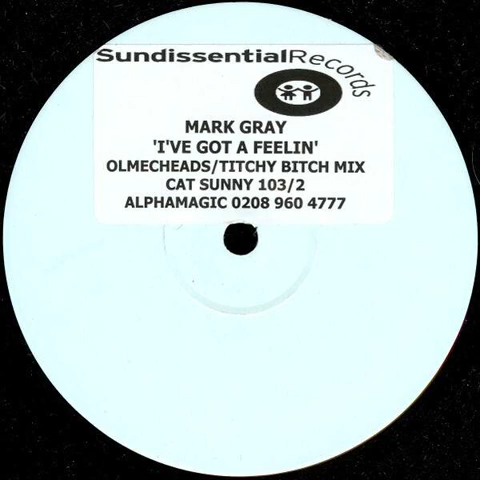 SundissentialRecords
MARK GRAY
'I'VE GOT A FEELIN'
OLMECHEADS/TITCHY BITCH MIX
CAT SUNNY 103/2
ALPHAMAGIC 0208 960 4777